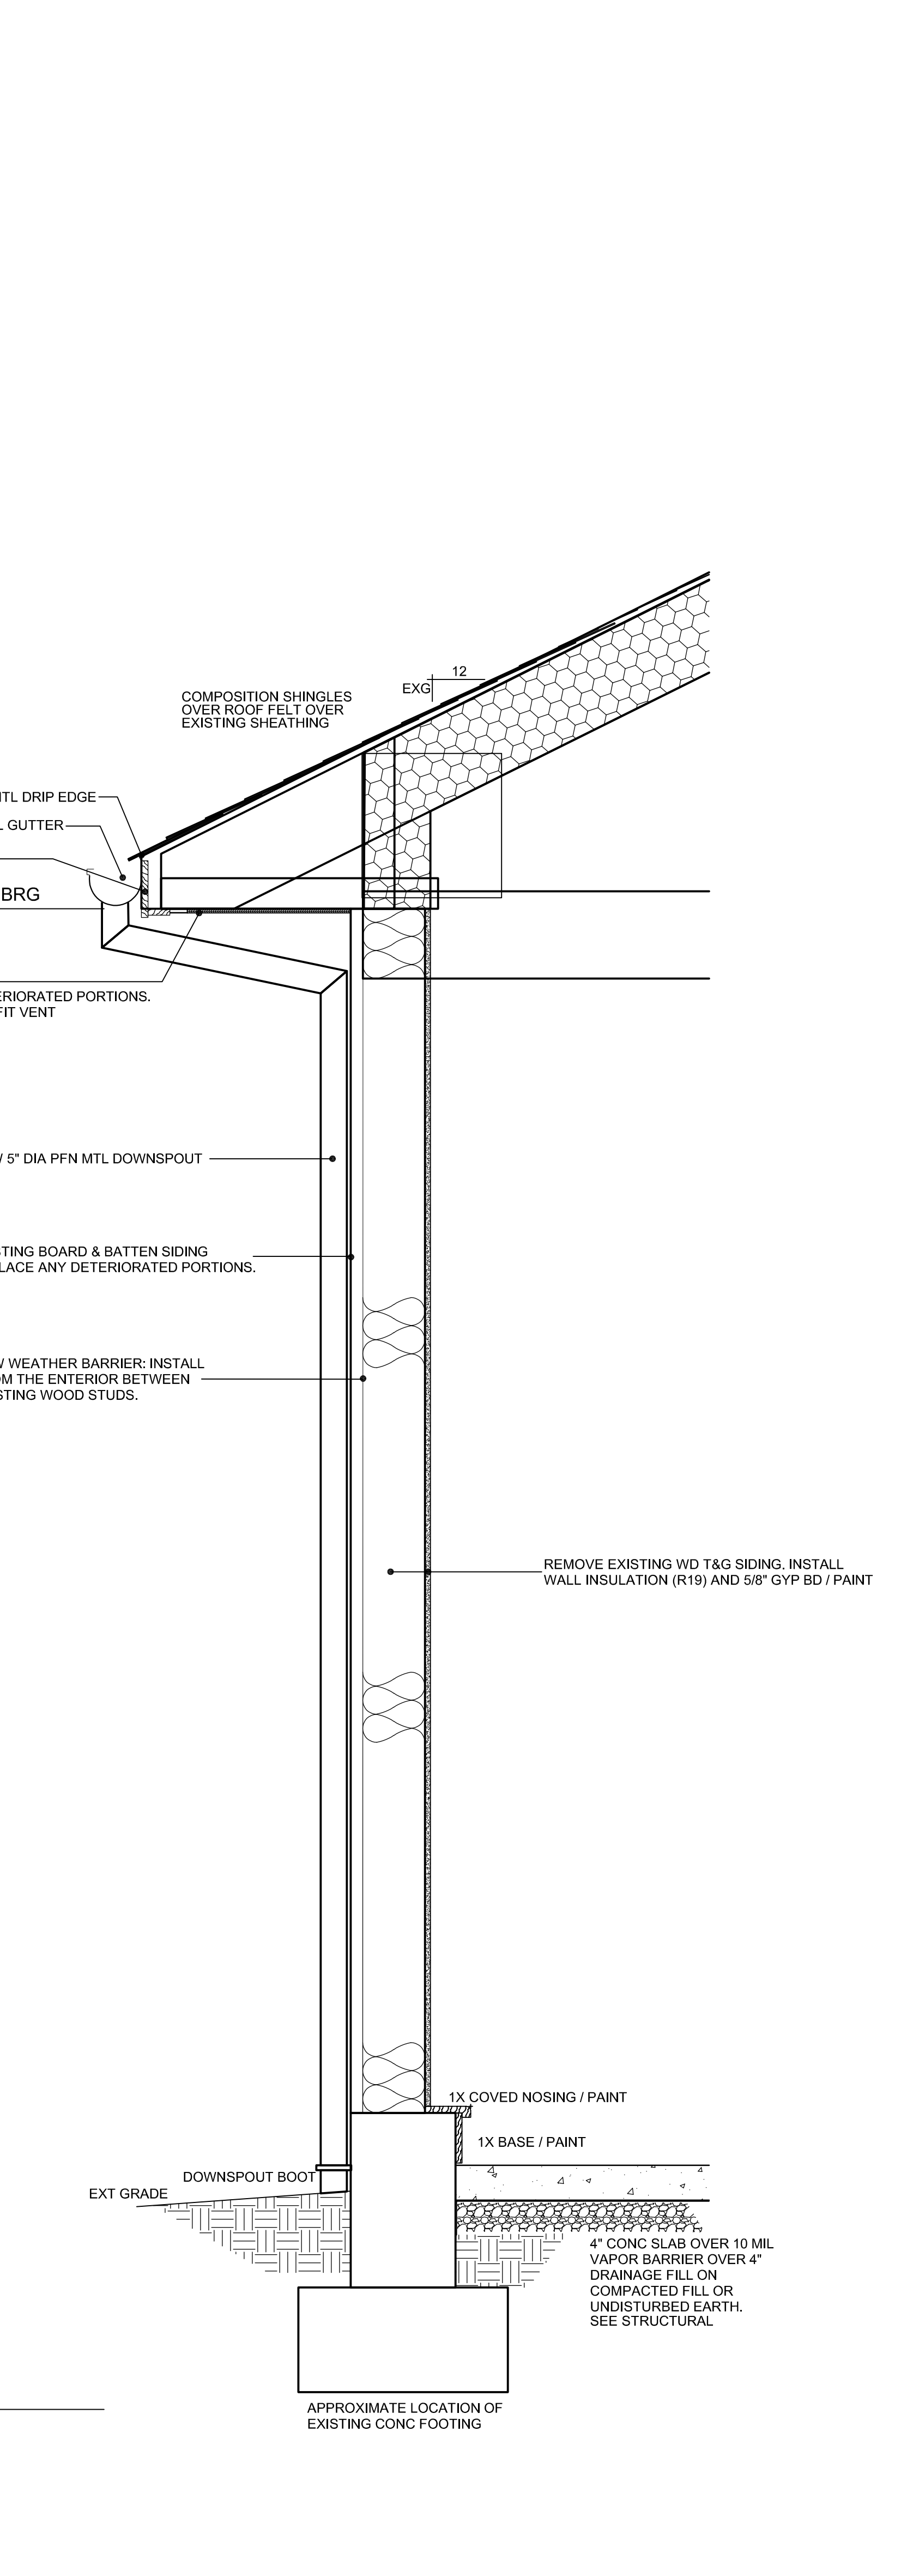 12
EXG
COMPOSITION SHINGLES
OVER ROOF FELT OVER
EXISTING SHEATHING
MTL DRIP EDGE
GUTTER
BRG
ERIORATED PORTIONS.
FIT VENT
5" DIA PFN MTL DOWNSPOUT
STING BOARD & BATTEN SIDING
LACE ANY DETERIORATED PORTIONS.
WEATHER BARRIER: INSTALL
OM THE ENTERIOR BETWEEN
STING WOOD STUDS.
REMOVE EXISTING WD T&G SIDING. INSTALL
WALL INSULATION (R19) AND 5/8" GYP BD / PAINT
1X COVED NOSING / PAINT
1X BASE / PAINT
DOWNSPOUT BOOT
EXT GRADE
4" CONC SLAB OVER 10 MIL
VAPOR BARRIER OVER 4"
DRAINAGE FILL ON
COMPACTED FILL OR
UNDISTURBED EARTH.
SEE STRUCTURAL
APPROXIMATE LOCATION OF
EXISTING CONC FOOTING